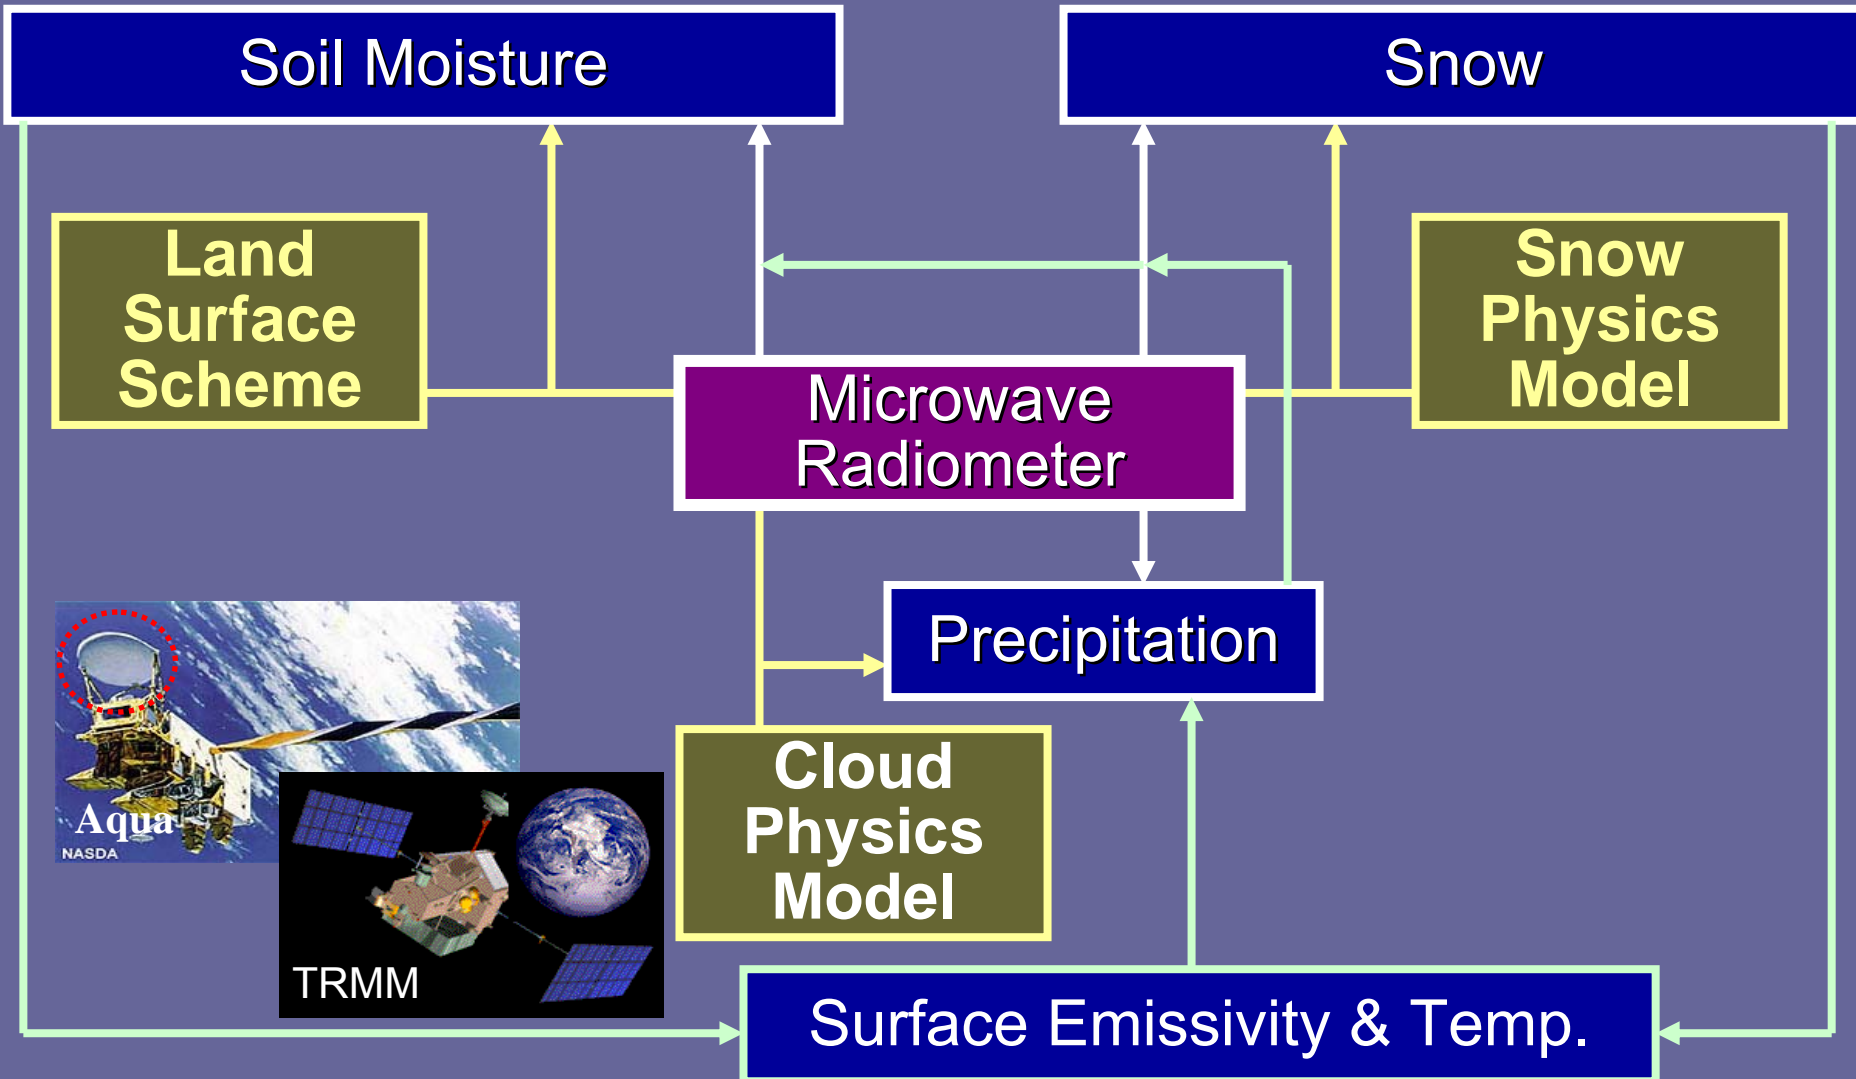 Soil Moisture
Snow
Land
Surface
Scheme
Snow
Physics
Model
Microwave
Radiometer
Precipitation
Aqua
NASDA
Cloud
Physics
Model
TRMM
Surface Emissivity & Temp.